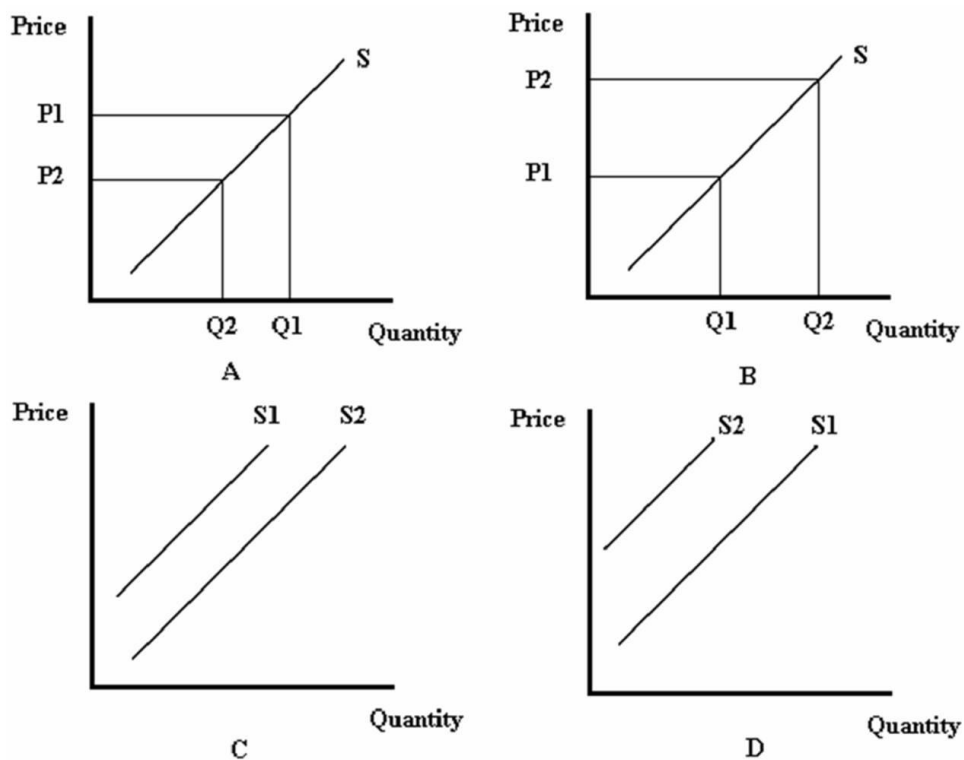 Price
S
P1
P2
Q2 Q1
Quantity
A
Price
S
P2
P1
Q1 Q2
Quantity
B
Price
S1 S2
Quantity
C
Price
S2 S1
Quantity
D